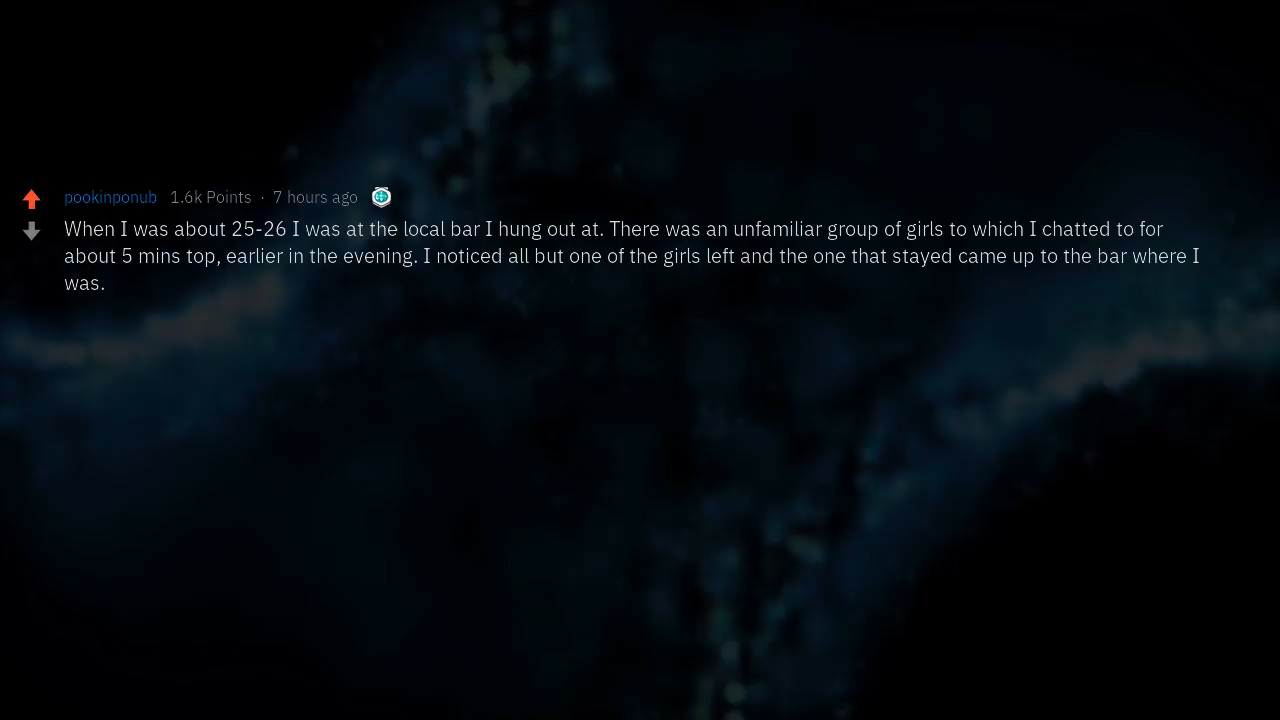 pookinponub 1.6k Points · 7 hours ago
When I was about 25-26 I was at the local bar I hung out at. There was an unfamiliar group of girls to which I chatted to for
about 5 mins top, earlier in the evening. I noticed all but one of the girls left and the one that stayed came up to the bar where I
was.